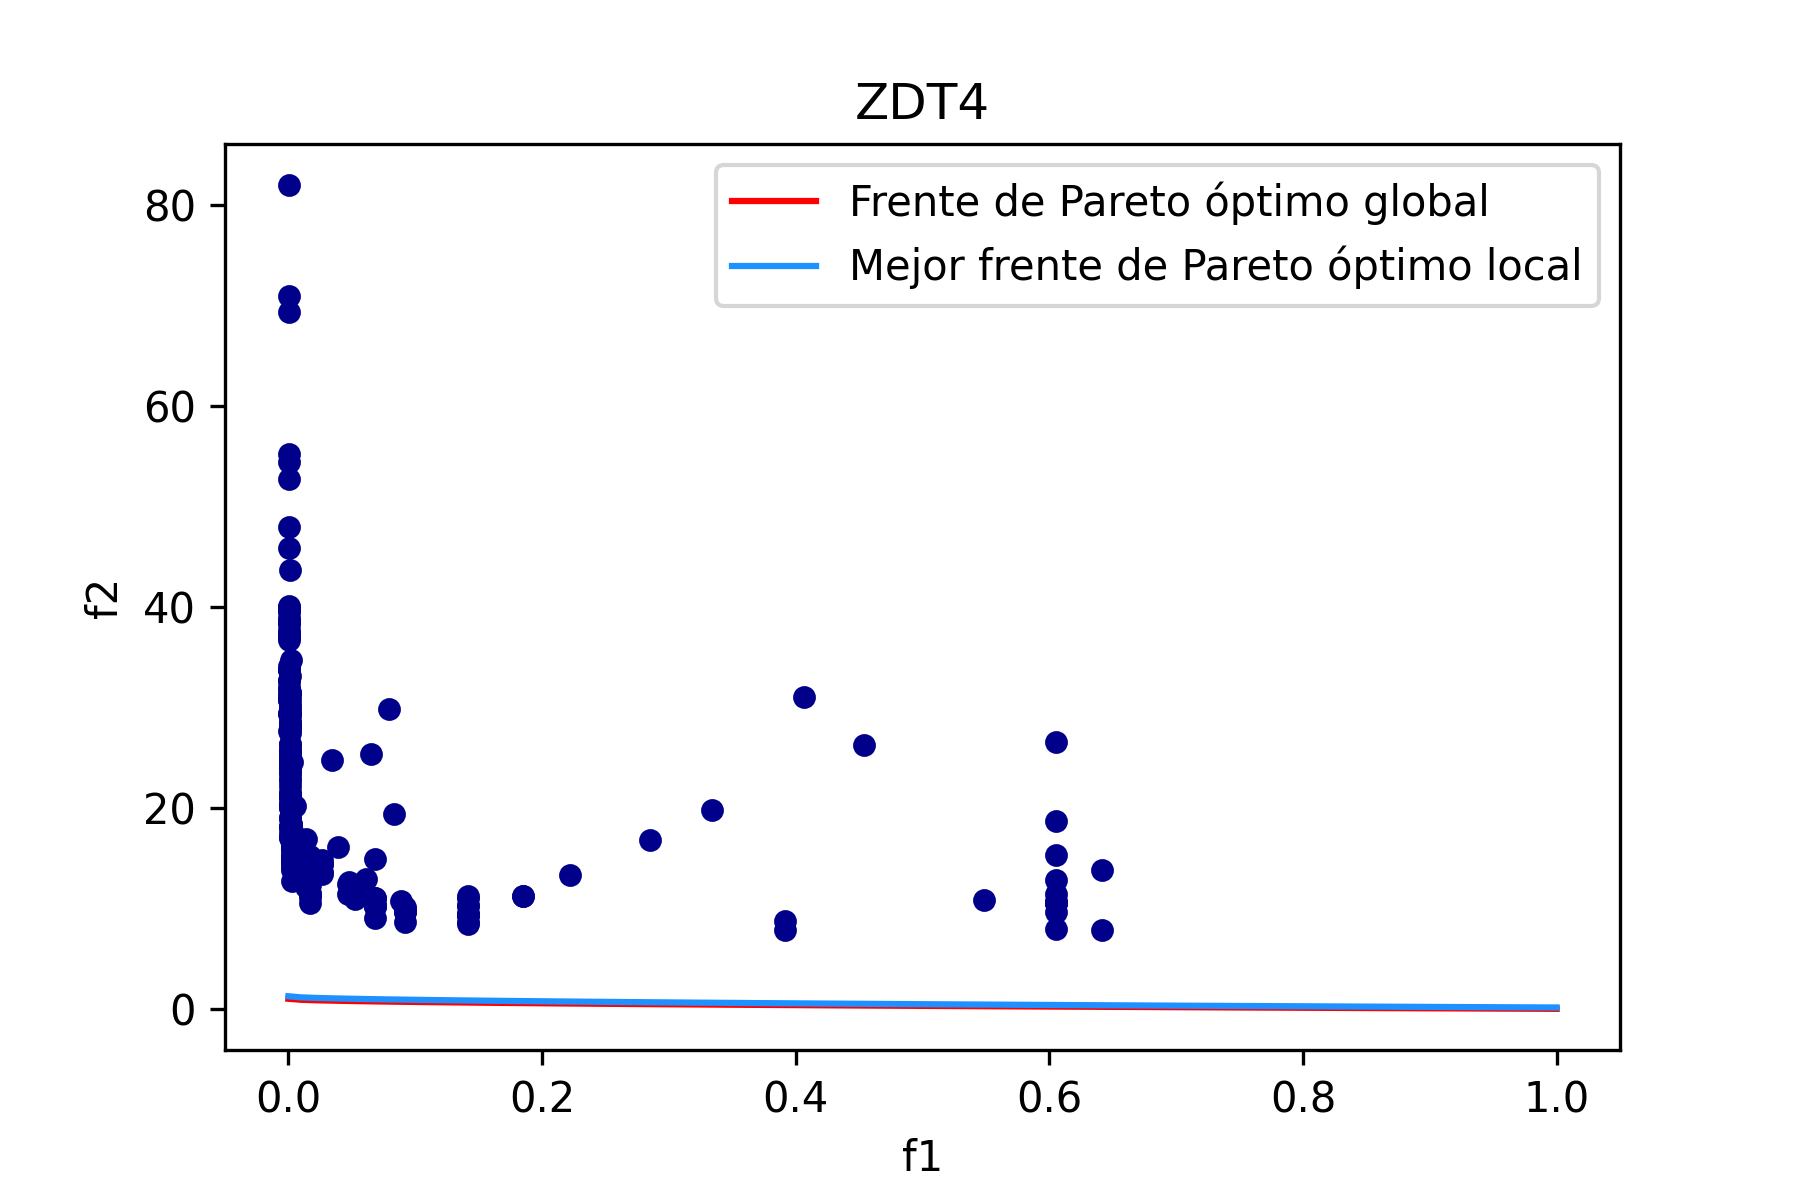 ZDT4
Frente de Pareto óptimo global
Mejor frente de Pareto óptimo local
80
60
40
20
0
f2
0.0 0.2 0.4 0.6 0.8 1.0
f1